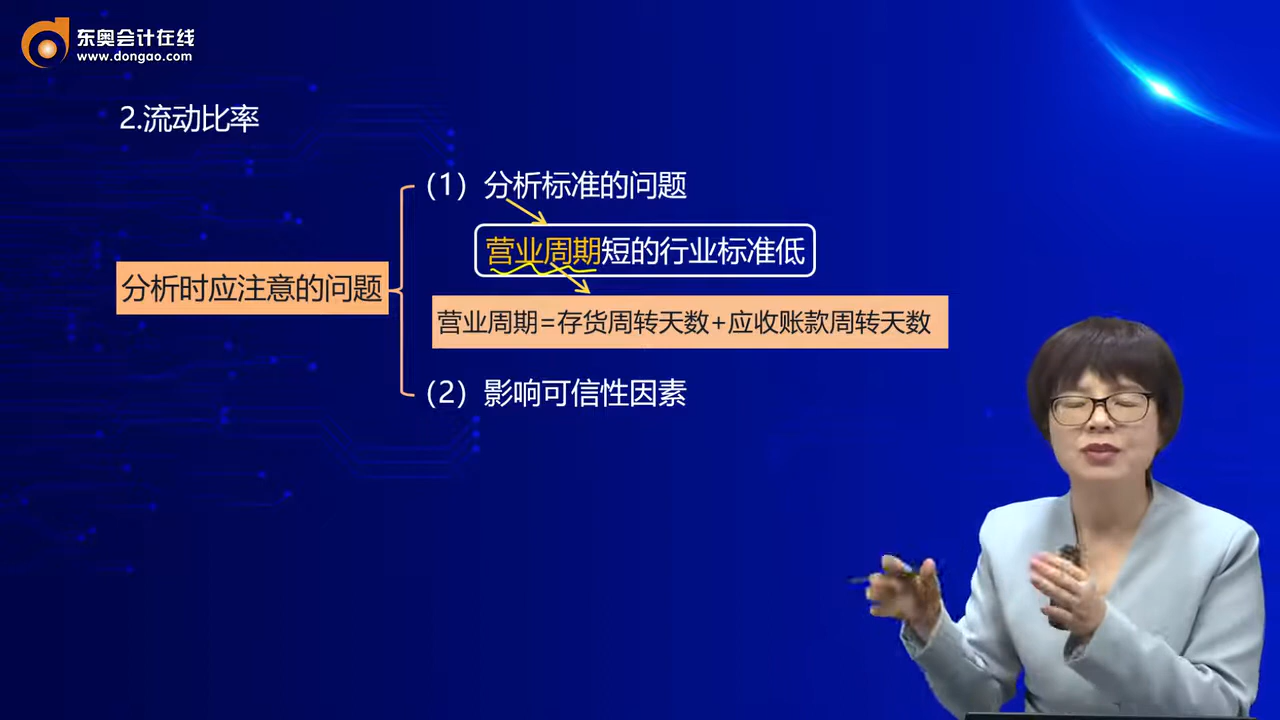 东奥会计在线
www.dongao.com
2.流动比率
（1）分析标准的问题
营业周期短的行业标准低
分析时应注意的问题
营业周期=存货周转天数+应收账款周转天数
（2）影响可信性因素